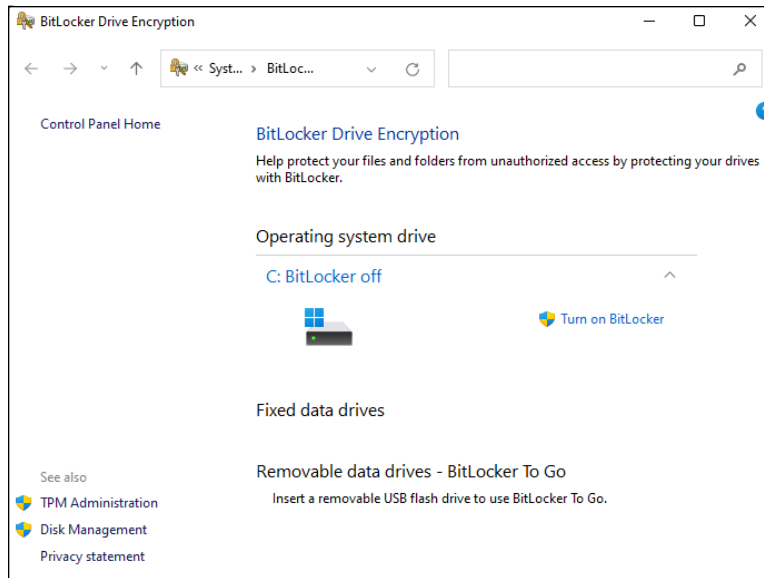 BitLocker Drive Encryption
« Syst... › BitLoc...
Control Panel Home
BitLocker Drive Encryption
Help protect your files and folders from unauthorized access by protecting your drives
with BitLocker.
Operating system drive
C: BitLocker off
Turn on BitLocker
Fixed data drives
Removable data drives - BitLocker To Go
Insert a removable USB flash drive to use BitLocker To Go.
See also
TPM Administration
Disk Management
Privacy statement